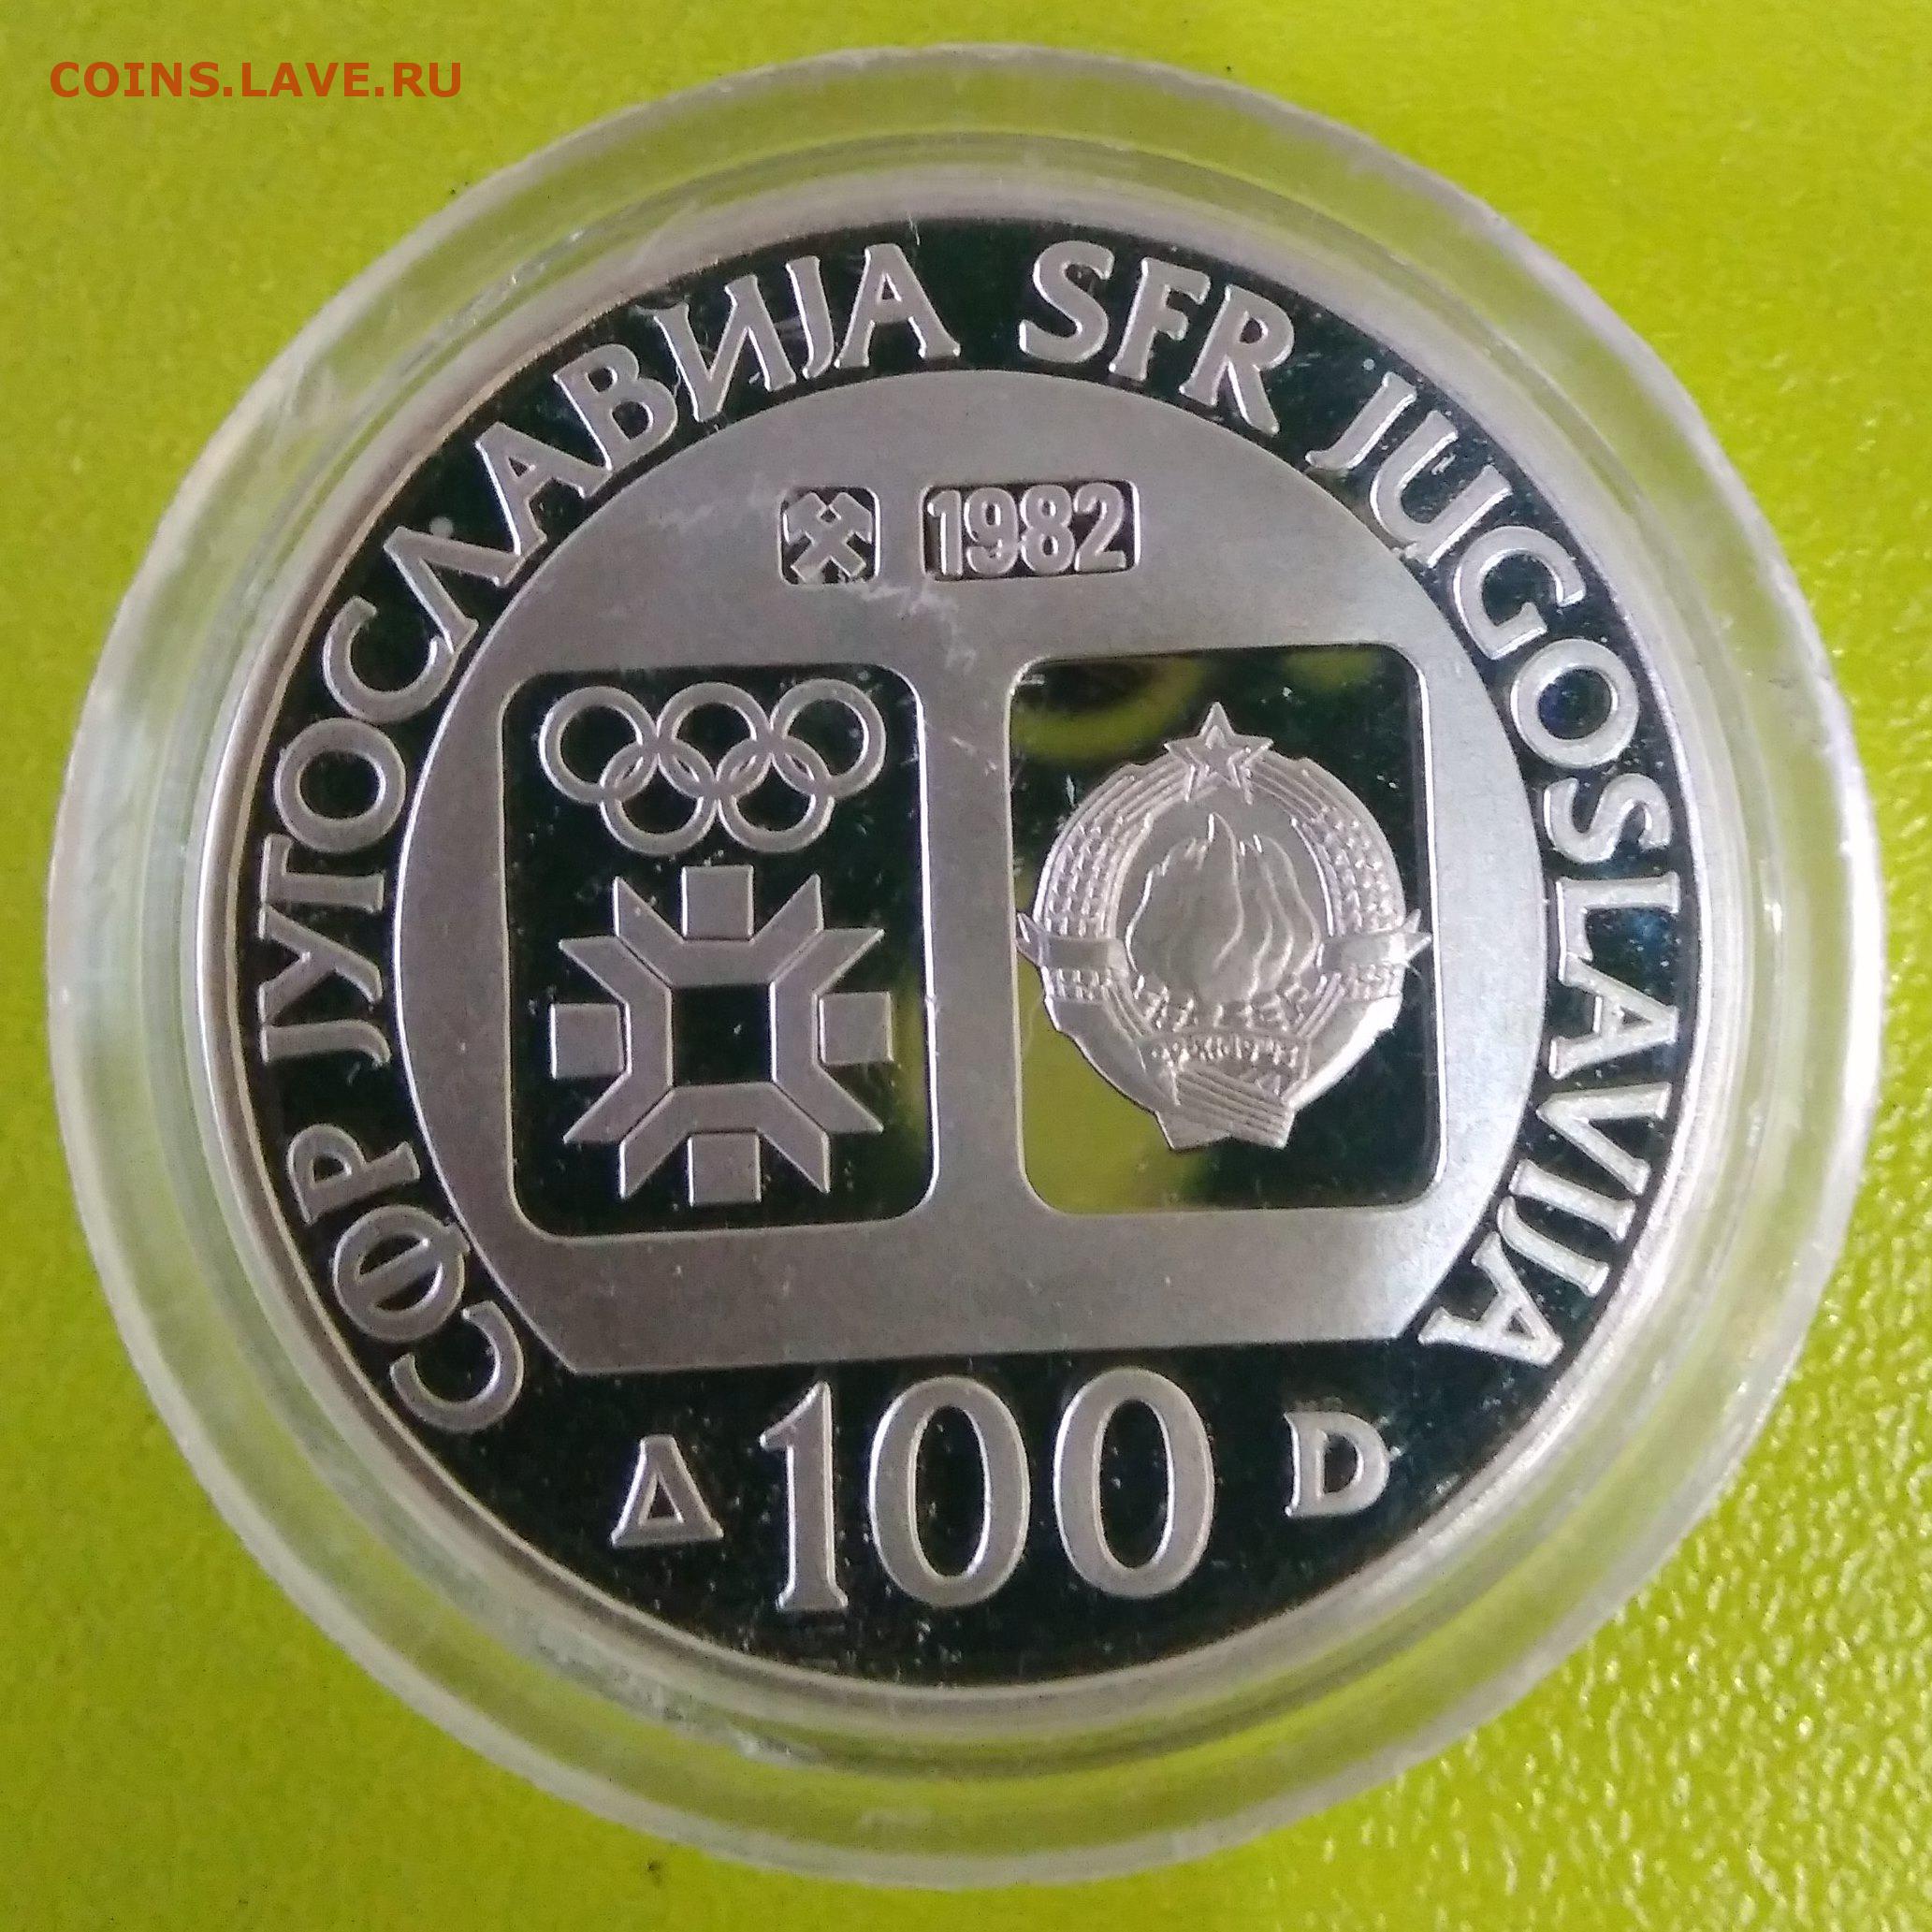 COINS.LAVE.RU
СФР ЈУГОСЛАВИЈА SFR JUGOSLAVIJA
1982
Д 100 D